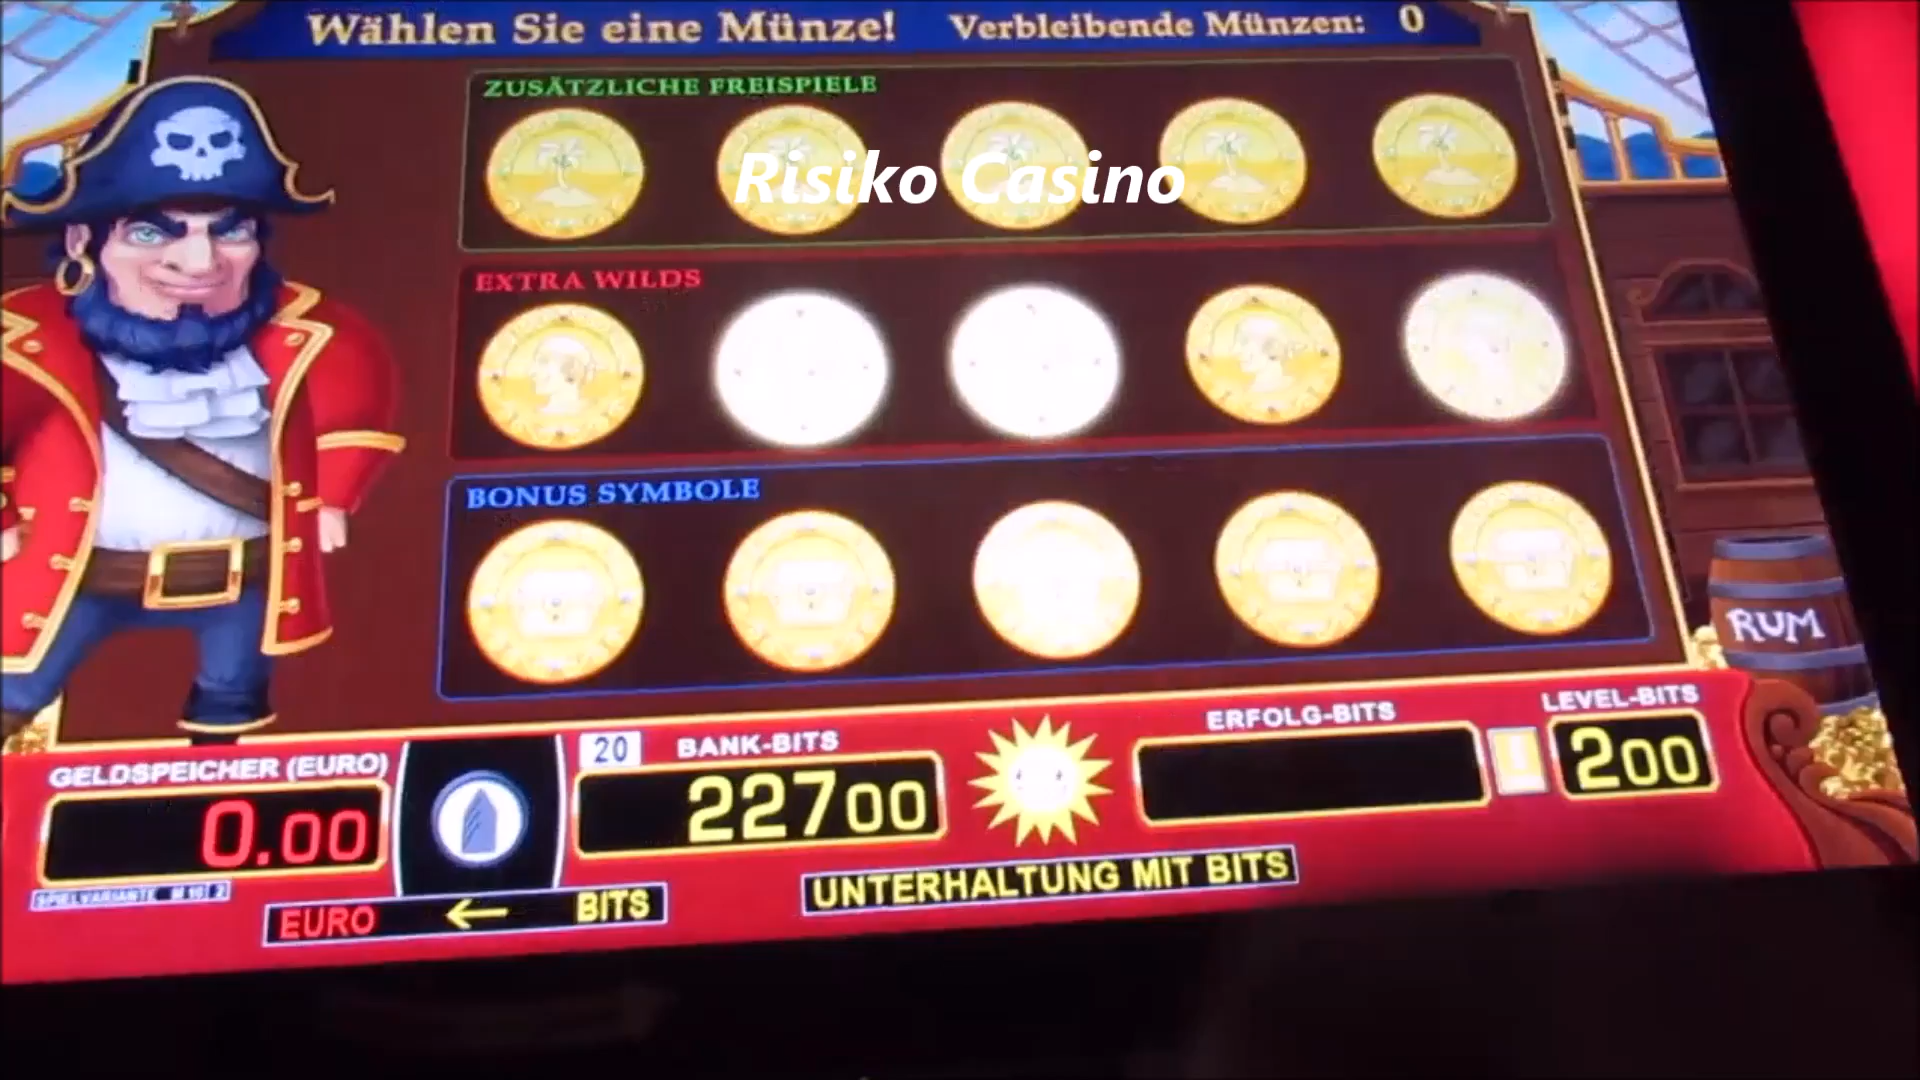 Wählen Sie eine Münze! Verbleibende Münzen: 0
ZUSÄTZLICHE FREISPIELE
Risiko Casino
EXTRA WILDS
BONUS SYMBOLE
RUM
GELDSPEICHER (EURO) 20 BANK-BITS ERFOLG-BITS LEVEL-BITS
0.00 22700 200
SPIELVARIANTE
EURO ← BITS UNTERHALTUNG MIT BITS